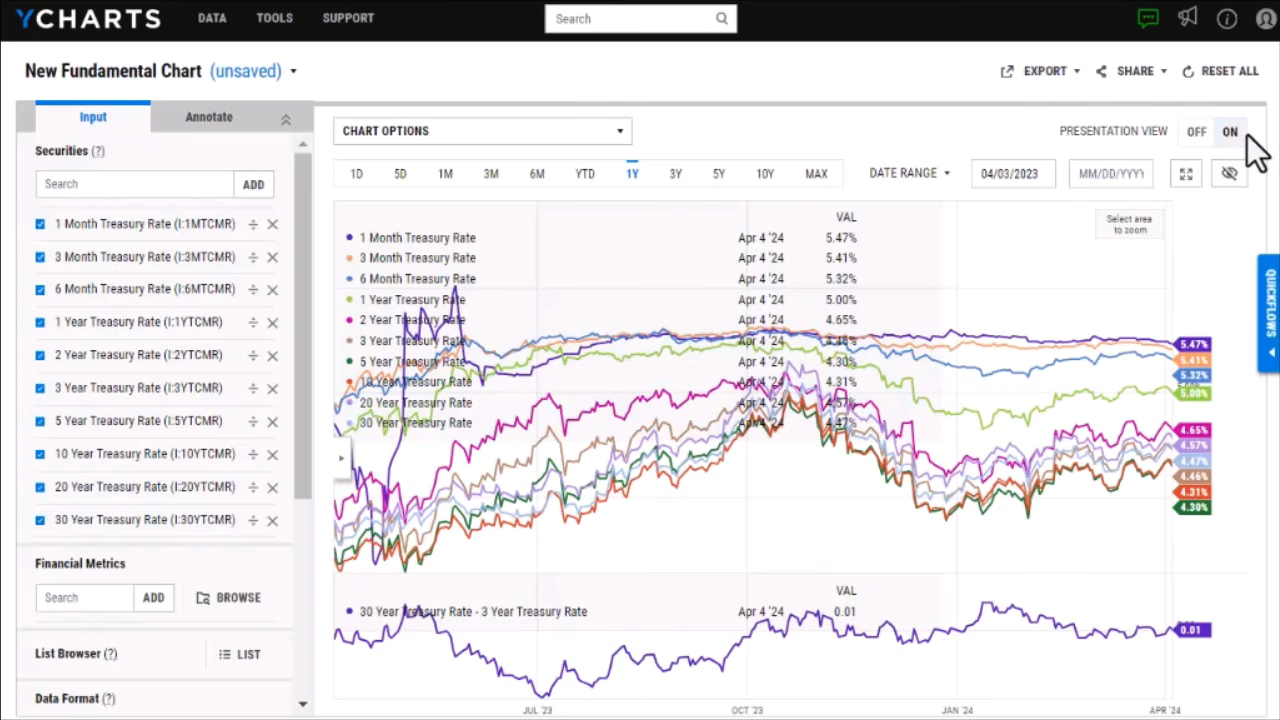 YCHARTS DATA TOOLS SUPPORT Search
New Fundamental Chart (unsaved) EXPORT SHARE RESET ALL
Input Annotate
Securities (?)
Search ADD
1 Month Treasury Rate (I:1MTCMR)
3 Month Treasury Rate (I:3MTCMR)
6 Month Treasury Rate (I:6MTCMR)
1 Year Treasury Rate (I:1YTCMR)
2 Year Treasury Rate (I:2YTCMR)
3 Year Treasury Rate (I:3YTCMR)
5 Year Treasury Rate (I:5YTCMR)
10 Year Treasury Rate (I:10YTCMR)
20 Year Treasury Rate (I:20YTCMR)
30 Year Treasury Rate (I:30YTCMR)
Financial Metrics
Search ADD BROWSE
List Browser (?) LIST
Data Format (?)
CHART OPTIONS PRESENTATION VIEW OFF ON
1D 5D 1M 3M 6M YTD 1Y 3Y 5Y 10Y MAX DATE RANGE 04/03/2023 MM/DD/YYYY
VAL
Select area
to zoom
1 Month Treasury Rate Apr 4 '24 5.47%
3 Month Treasury Rate Apr 4 '24 5.41%
6 Month Treasury Rate Apr 4 '24 5.32%
1 Year Treasury Rate Apr 4 '24 5.00%
2 Year Treasury Rate Apr 4 '24 4.65%
3 Year Treasury Rate Apr 4 '24 4.46%
5 Year Treasury Rate Apr 4 '24 4.30%
10 Year Treasury Rate Apr 4 '24 4.31%
20 Year Treasury Rate Apr 4 '24 4.57%
30 Year Treasury Rate Apr 4 '24 4.47%
5.47%
5.41%
5.32%
5.00%
4.65%
4.57%
4.47%
4.46%
4.31%
4.30%
QUICKFLOWS
VAL
30 Year Treasury Rate - 3 Year Treasury Rate Apr 4 '24 0.01
0.01
JUL '23 OCT '23 JAN '24 APR '24